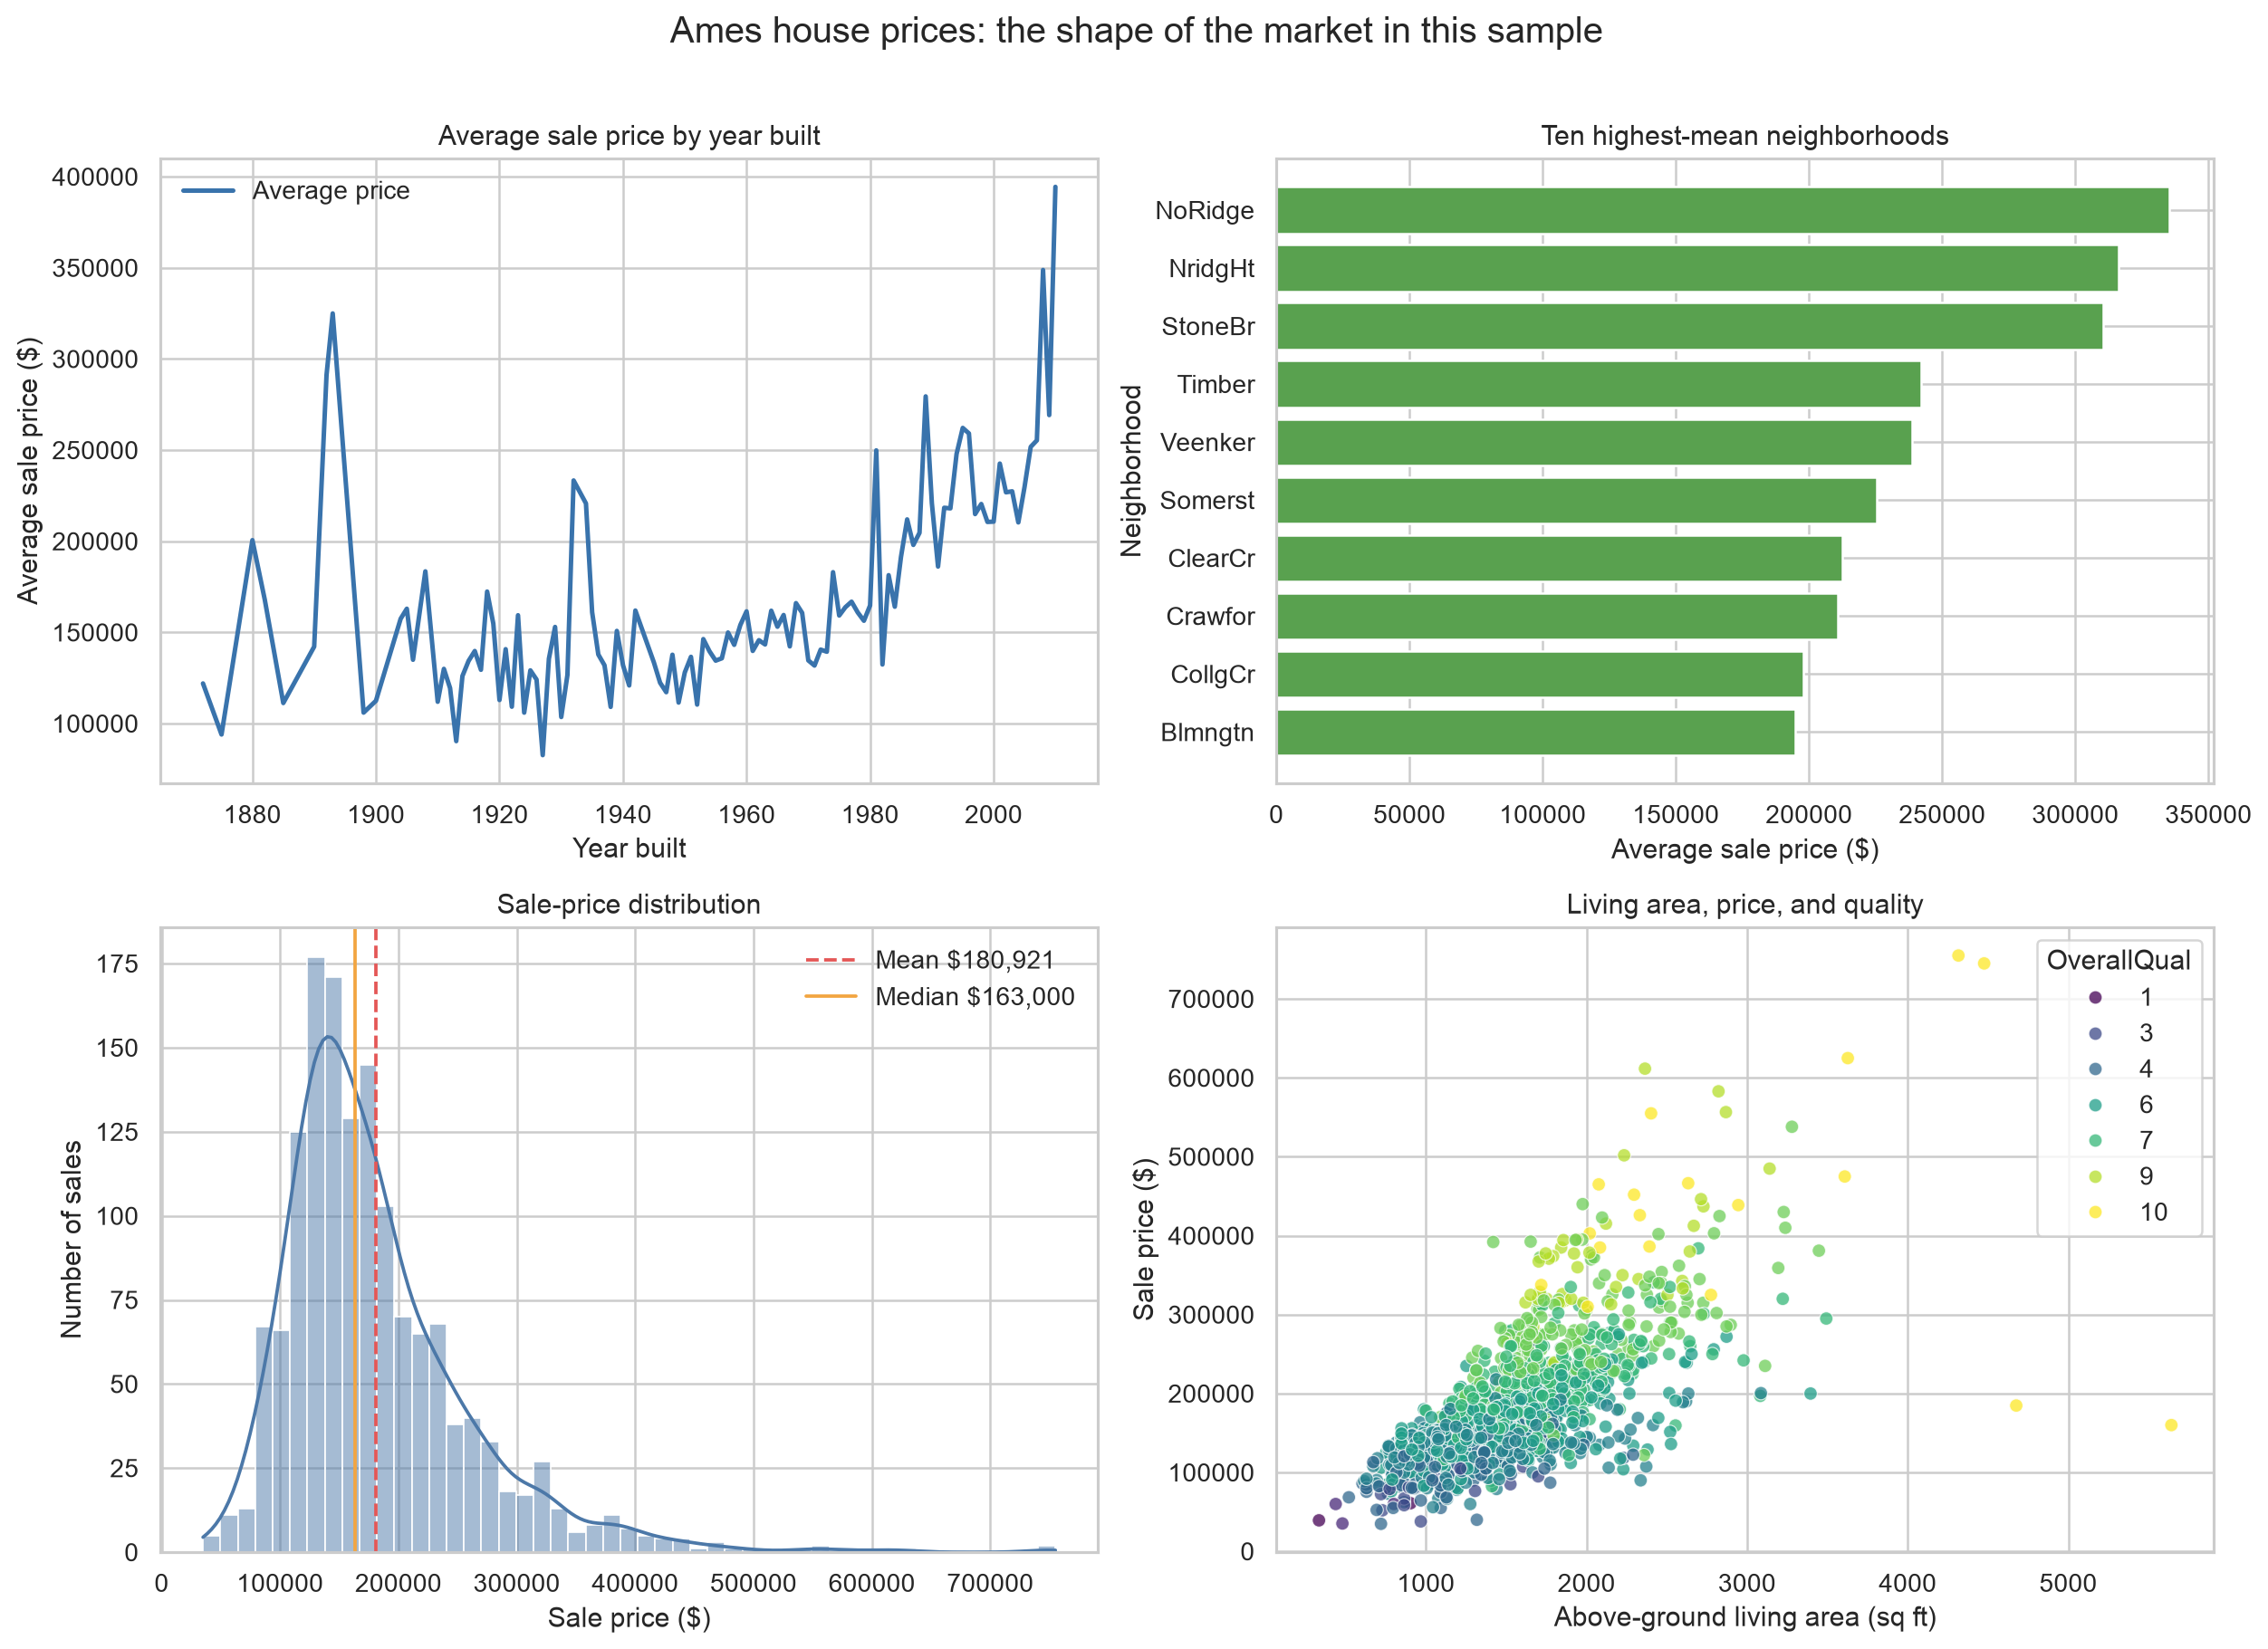 Ames house prices: the shape of the market in this sample
Average sale price by year built
Average price
400000
350000
300000
250000
200000
150000
100000
Average sale price ($)
1880 1900 1920 1940 1960 1980 2000
Year built
Ten highest-mean neighborhoods
Neighborhood
NoRidge
NridgHt
StoneBr
Timber
Veenker
Somerst
ClearCr
Crawfor
CollgCr
Blmngtn
0 50000 100000 150000 200000 250000 300000 350000
Average sale price ($)
Sale-price distribution
Mean $180,921
Median $163,000
175
150
125
100
75
50
25
0
Number of sales
0 100000 200000 300000 400000 500000 600000 700000
Sale price ($)
Living area, price, and quality
OverallQual
1
3
4
6
7
9
10
700000
600000
500000
400000
300000
200000
100000
0
Sale price ($)
1000 2000 3000 4000 5000
Above-ground living area (sq ft)